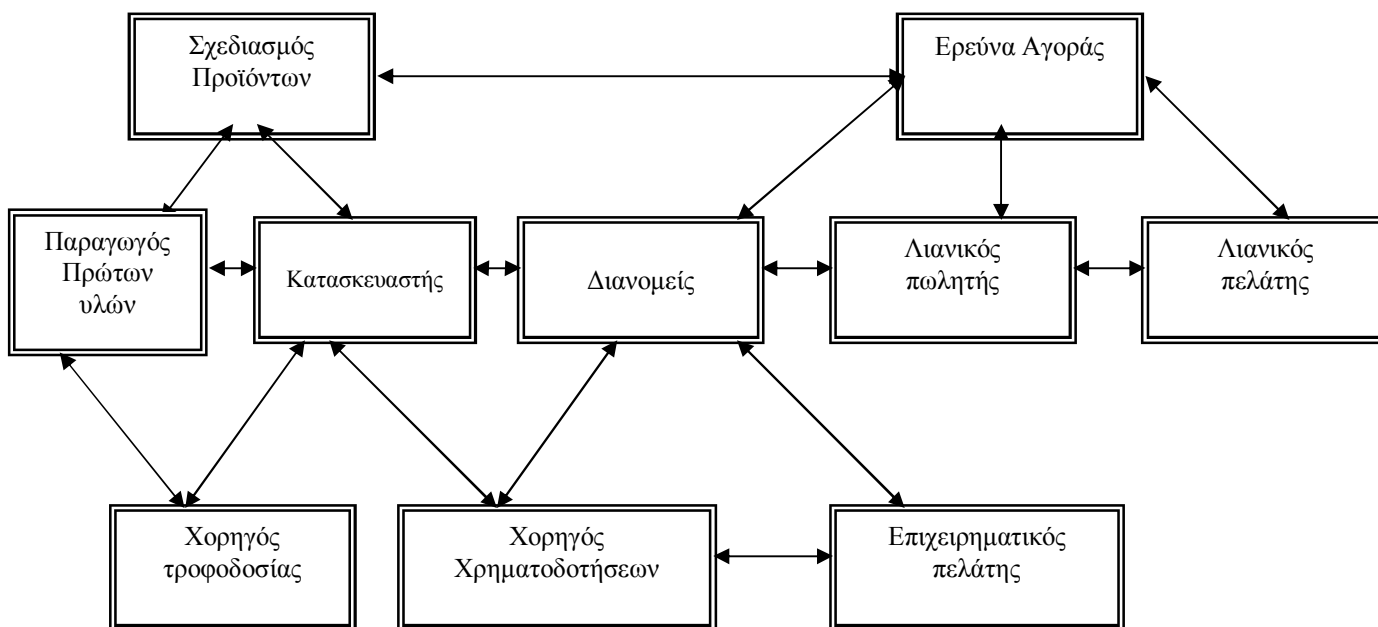 Σχεδιασμός
Προϊόντων
Ερεύνα Αγοράς
Παραγωγός
Πρώτων
υλών
Κατασκευαστής
Διανομείς
Λιανικός
πωλητής
Λιανικός
πελάτης
Χορηγός
τροφοδοσίας
Χορηγός
Χρηματοδοτήσεων
Επιχειρηματικός
πελάτης